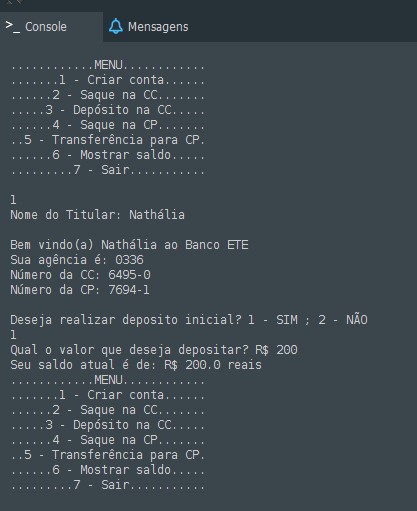 >_ Console
Mensagens
............MENU............
.......1 - Criar conta......
......2 - Saque na CC.......
.....3 - Depósito na CC.....
......4 - Saque na CP.......
..5 - Transferência para CP.
......6 - Mostrar saldo.....
.........7 - Sair...........
1
Nome do Titular: Nathália
Bem vindo(a) Nathália ao Banco ETE
Sua agência é: 0336
Número da CC: 6495-0
Número da CP: 7694-1
Deseja realizar deposito inicial? 1 - SIM ; 2 - NÃO
1
Qual o valor que deseja depositar? R$ 200
Seu saldo atual é de: R$ 200.0 reais
............MENU............
.......1 - Criar conta......
......2 - Saque na CC.......
.....3 - Depósito na CC.....
......4 - Saque na CP.......
..5 - Transferência para CP.
......6 - Mostrar saldo.....
.........7 - Sair...........